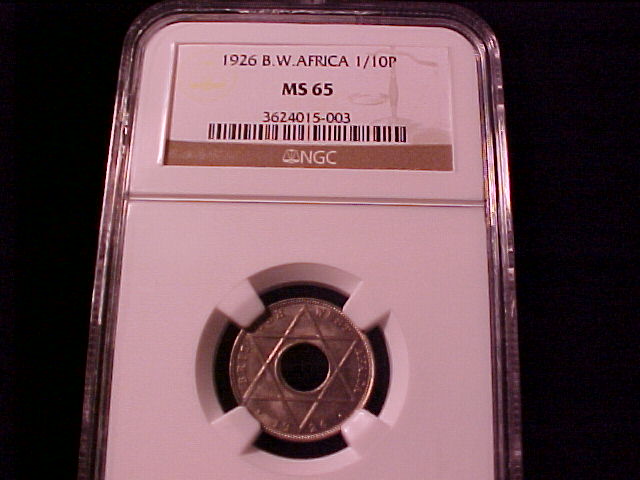 1926 B.W.AFRICA 1/10P
MS 65
3624015-003
NGC